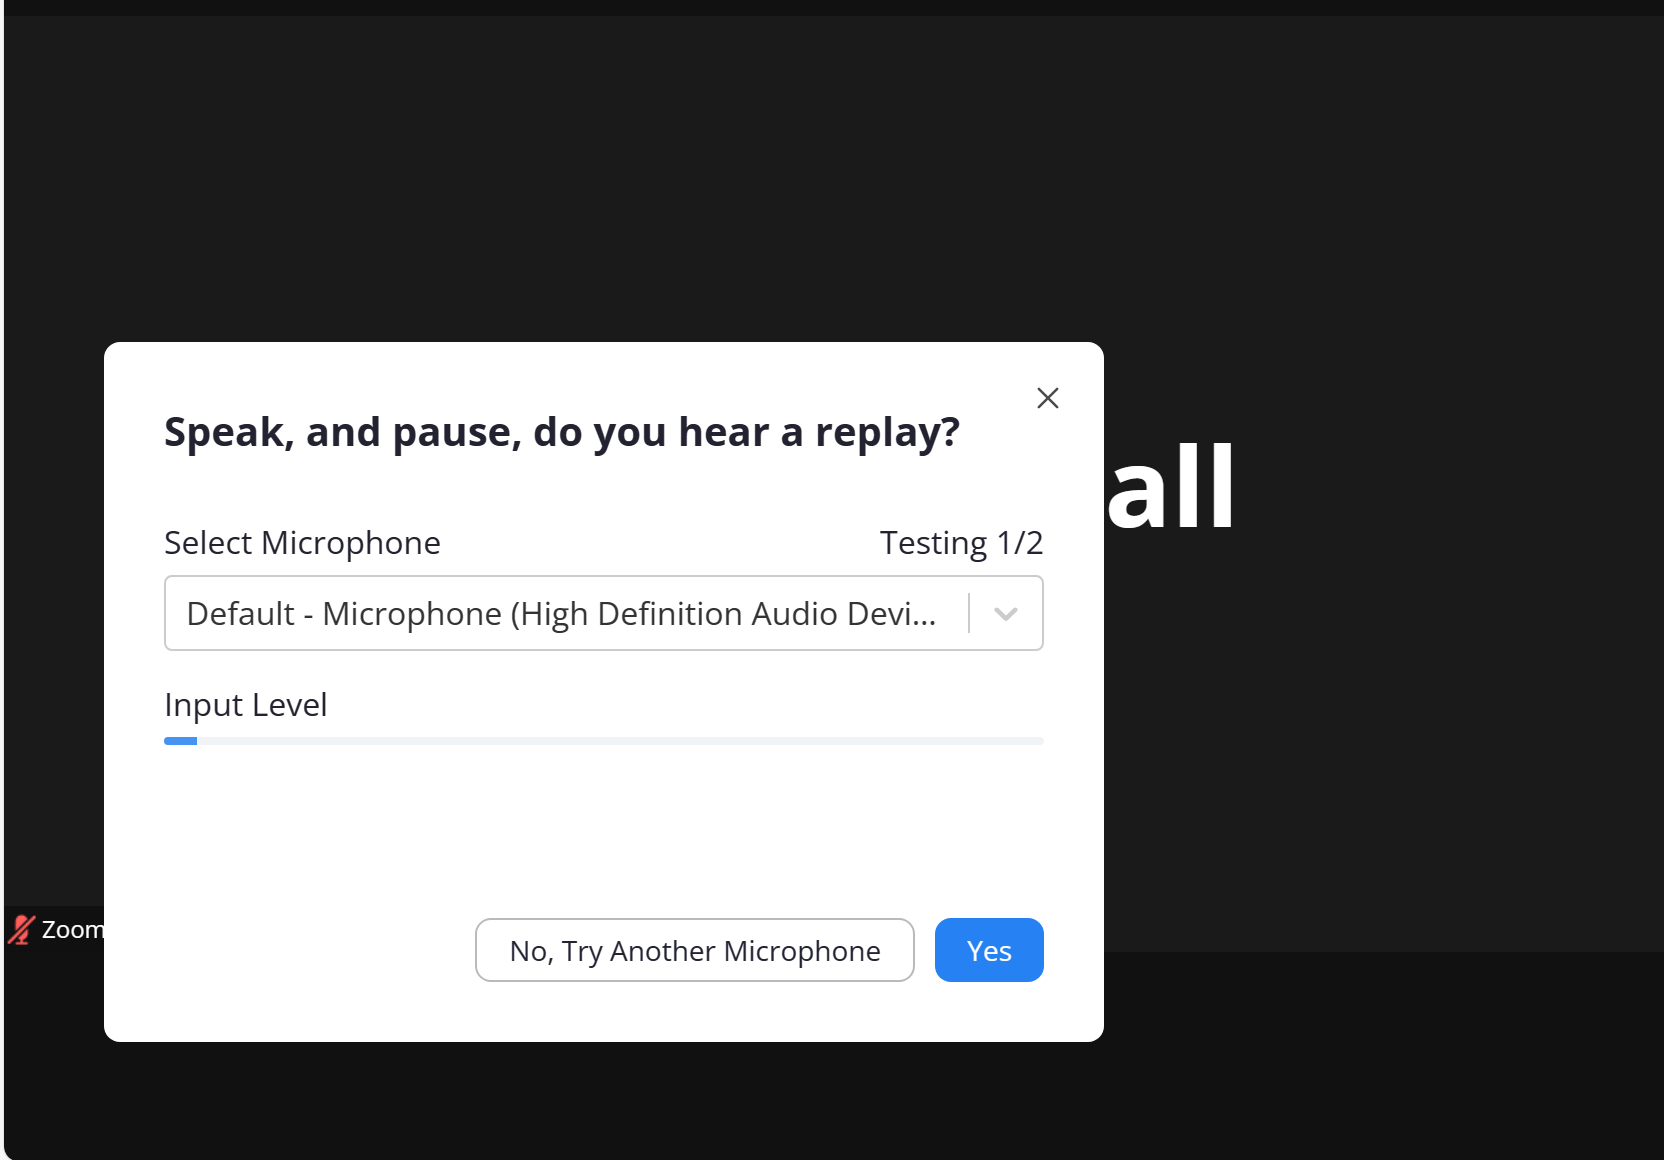 Speak, and pause, do you hear a replay?
all
Select Microphone
Testing 1/2
Default - Microphone (High Definition Audio Devi...
Input Level
Zoom
No, Try Another Microphone
Yes